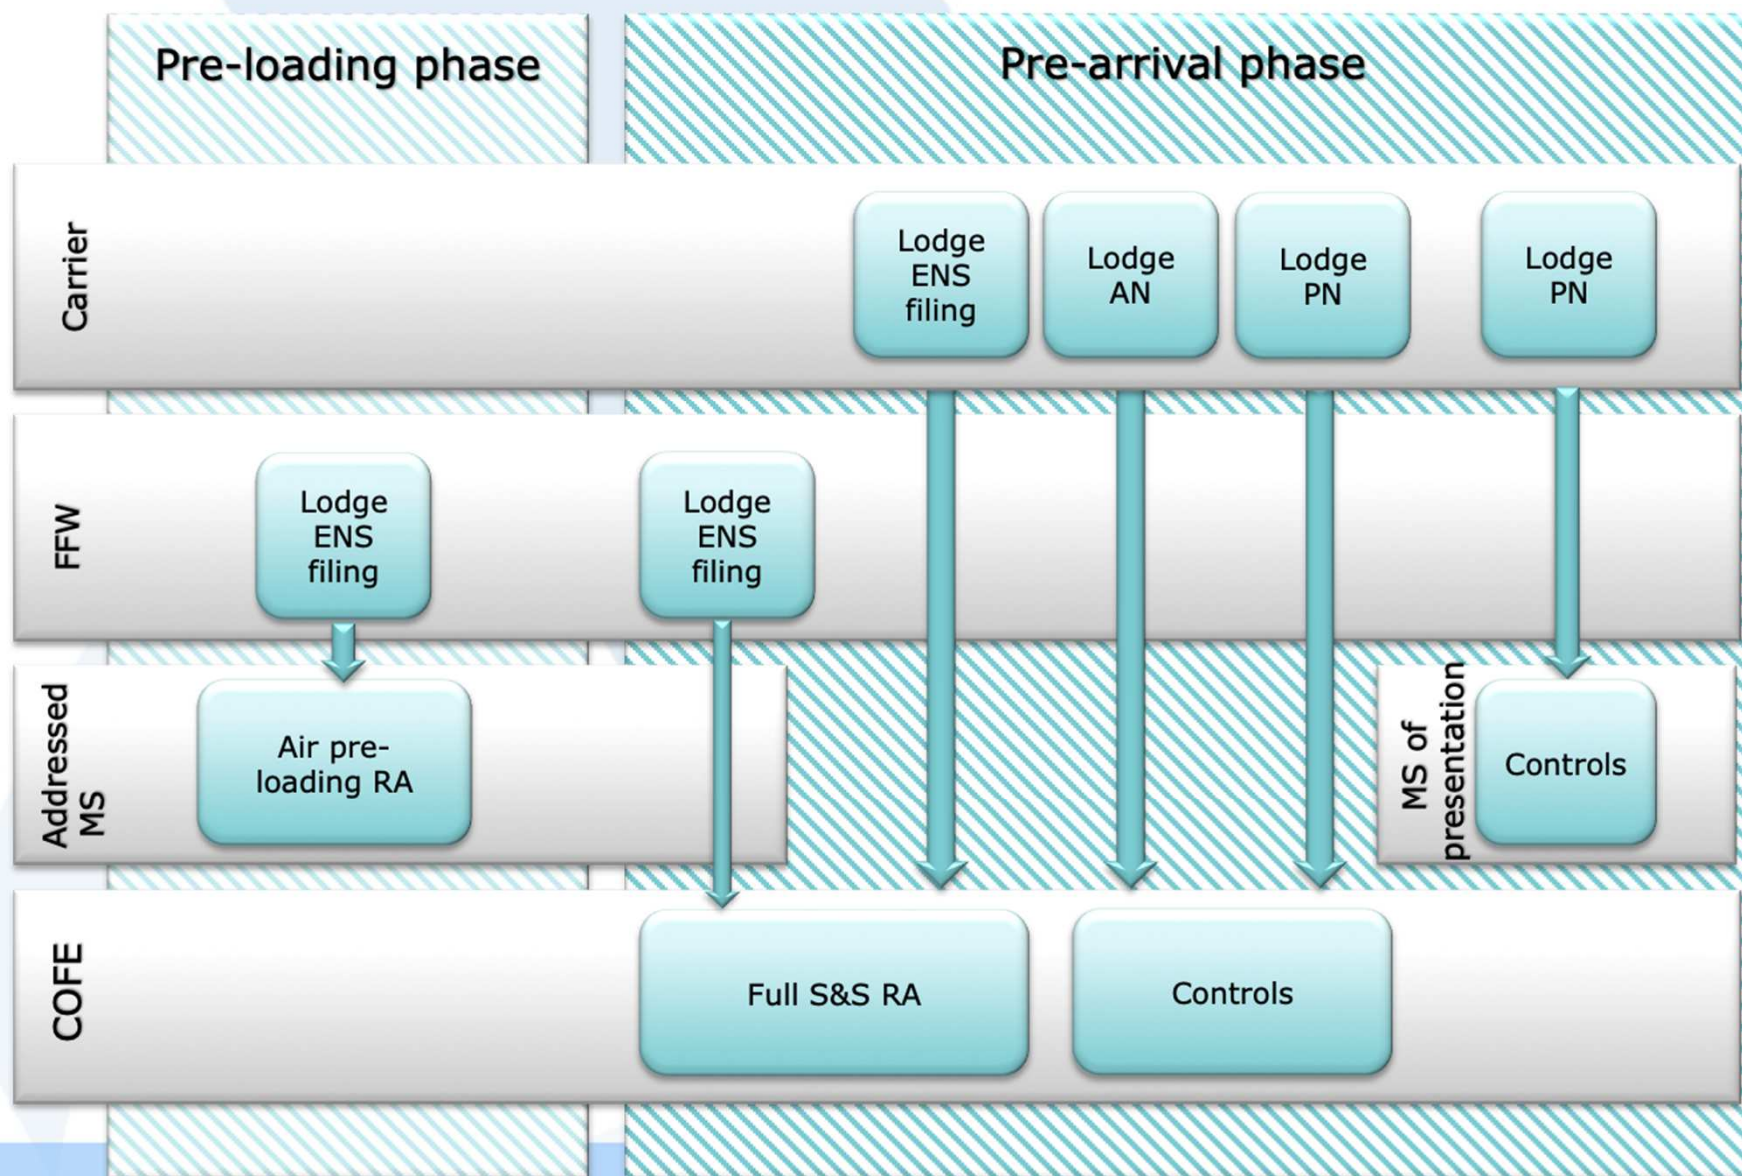 Pre-loading phase
Pre-arrival phase
Carrier
Lodge
ENS
filing
Lodge
AN
Lodge
PN
Lodge
PN
FFW
Lodge
ENS
filing
Lodge
ENS
filing
Addressed
MS
Air pre-
loading RA
MS of
presentation
Controls
COFE
Full S&S RA
Controls